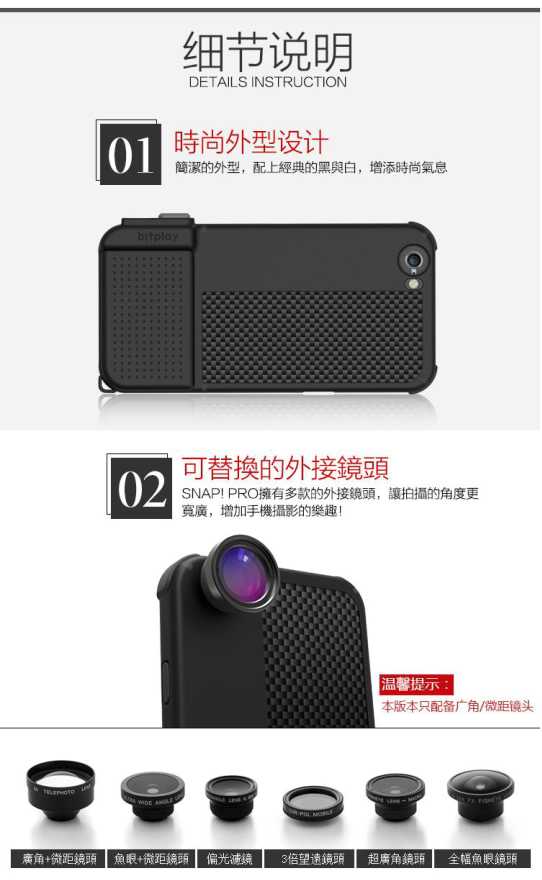 细节说明
DETAILS INSTRUCTION
01
時尚外型设计
簡潔的外型，配上經典的黑與白，增添時尚氣息
bitplay
02
可替換的外接鏡頭
SNAP! PRO擁有多款的外接鏡頭，讓拍攝的角度更
寬廣，增加手機攝影的樂趣!
温馨提示：
本版本只配备广角/微距镜头
TELEPHOTO
WIDE ANGLE
LENS
廣角+微距鏡頭
魚眼+微距鏡頭
偏光濾鏡
3倍望遠鏡頭
超廣角鏡頭
全幅魚眼鏡頭